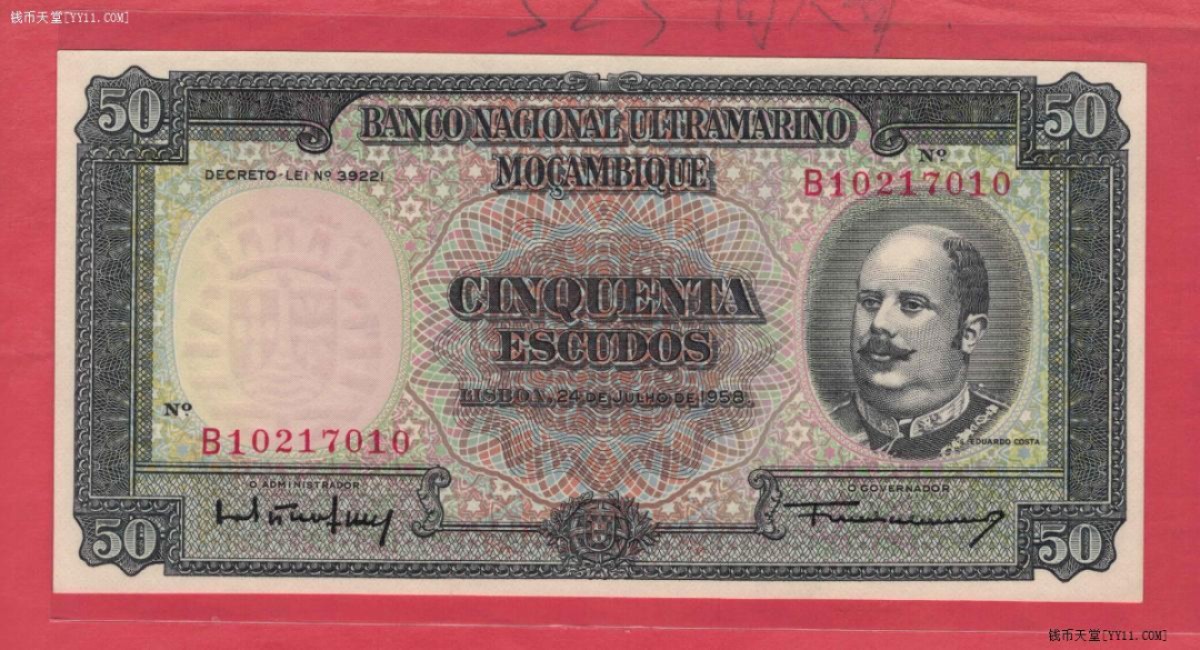 钱币天堂[YY11.COM]
50
50
BANCO NACIONAL ULTRAMARINO
MOÇAMBIQUE
Nº
DECRETO-LEI Nº 39221
B10217010
CINQUENTA
ESCUDOS
LISBOA, 24 DE JULHO DE 1958
Nº
B10217010
EDUARDO COSTA
O ADMINISTRADOR
O GOVERNADOR
50
50
钱币天堂[YY11.COM]